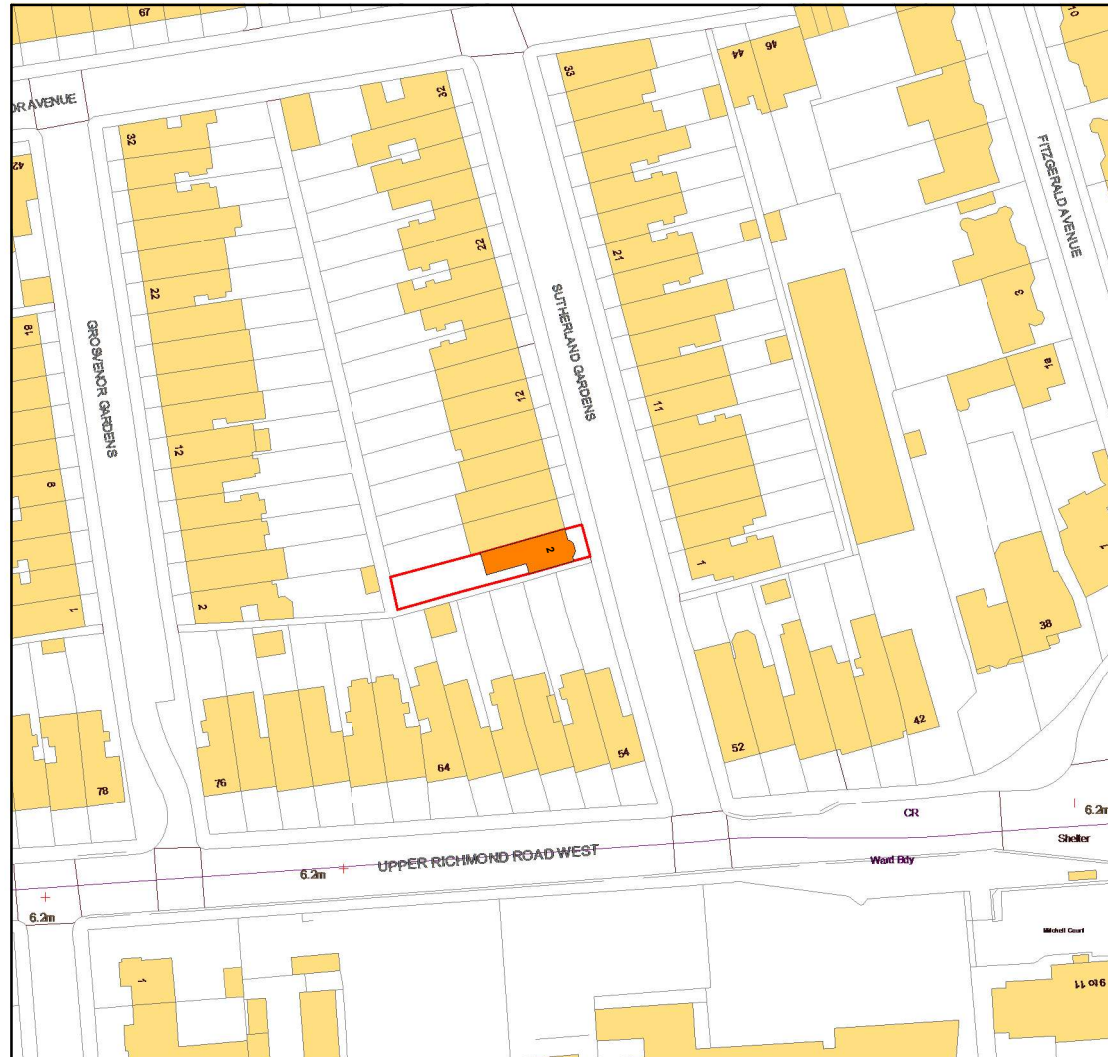 67
OR AVENUE
32
32
33
44
46
10
42
FITZGERALD AVENUE
22
21
22
3
SUTHERLAND GARDENS
18
GROSVENOR GARDENS
12
11
1a
12
8
2
1
1
1
2
38
52
42
54
64
76
78
CR
6.2m
UPPER RICHMOND ROAD WEST
Shelter
Ward Bdy
6.2m
6.2m
Mitchell Court
1
9 to 11